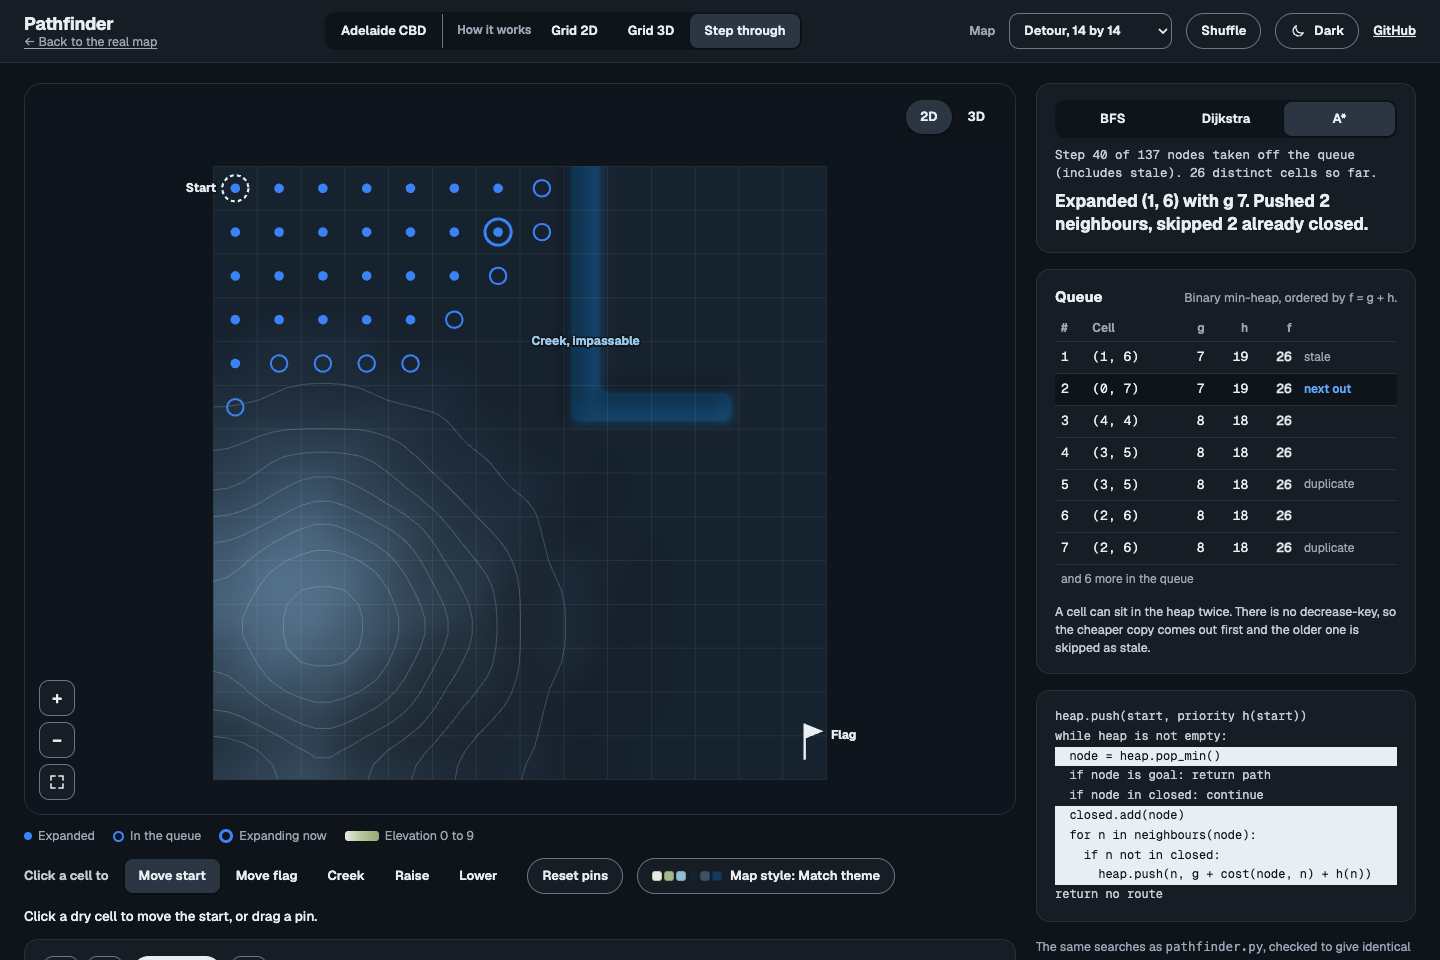 Pathfinder
← Back to the real map
Adelaide CBD
How it works
Grid 2D
Grid 3D
Step through
Map
Detour, 14 by 14
Shuffle
Dark
GitHub
2D
3D
Start
Creek, impassable
Flag
+
−
Expanded
In the queue
Expanding now
Elevation 0 to 9
Click a cell to
Move start
Move flag
Creek
Raise
Lower
Reset pins
Map style: Match theme
Click a dry cell to move the start, or drag a pin.
BFS
Dijkstra
A*
Step 40 of 137 nodes taken off the queue
(includes stale). 26 distinct cells so far.
Expanded (1, 6) with g 7. Pushed 2
neighbours, skipped 2 already closed.
Queue
Binary min-heap, ordered by f = g + h.
# Cell g h f
1 (1, 6) 7 19 26 stale
2 (0, 7) 7 19 26 next out
3 (4, 4) 8 18 26
4 (3, 5) 8 18 26
5 (3, 5) 8 18 26 duplicate
6 (2, 6) 8 18 26
7 (2, 6) 8 18 26 duplicate
and 6 more in the queue
A cell can sit in the heap twice. There is no decrease-key, so
the cheaper copy comes out first and the older one is
skipped as stale.
heap.push(start, priority h(start))
while heap is not empty:
node = heap.pop_min()
if node is goal: return path
if node in closed: continue
closed.add(node)
for n in neighbours(node):
if n not in closed:
heap.push(n, g + cost(node, n) + h(n))
return no route
The same searches as pathfinder.py, checked to give identical